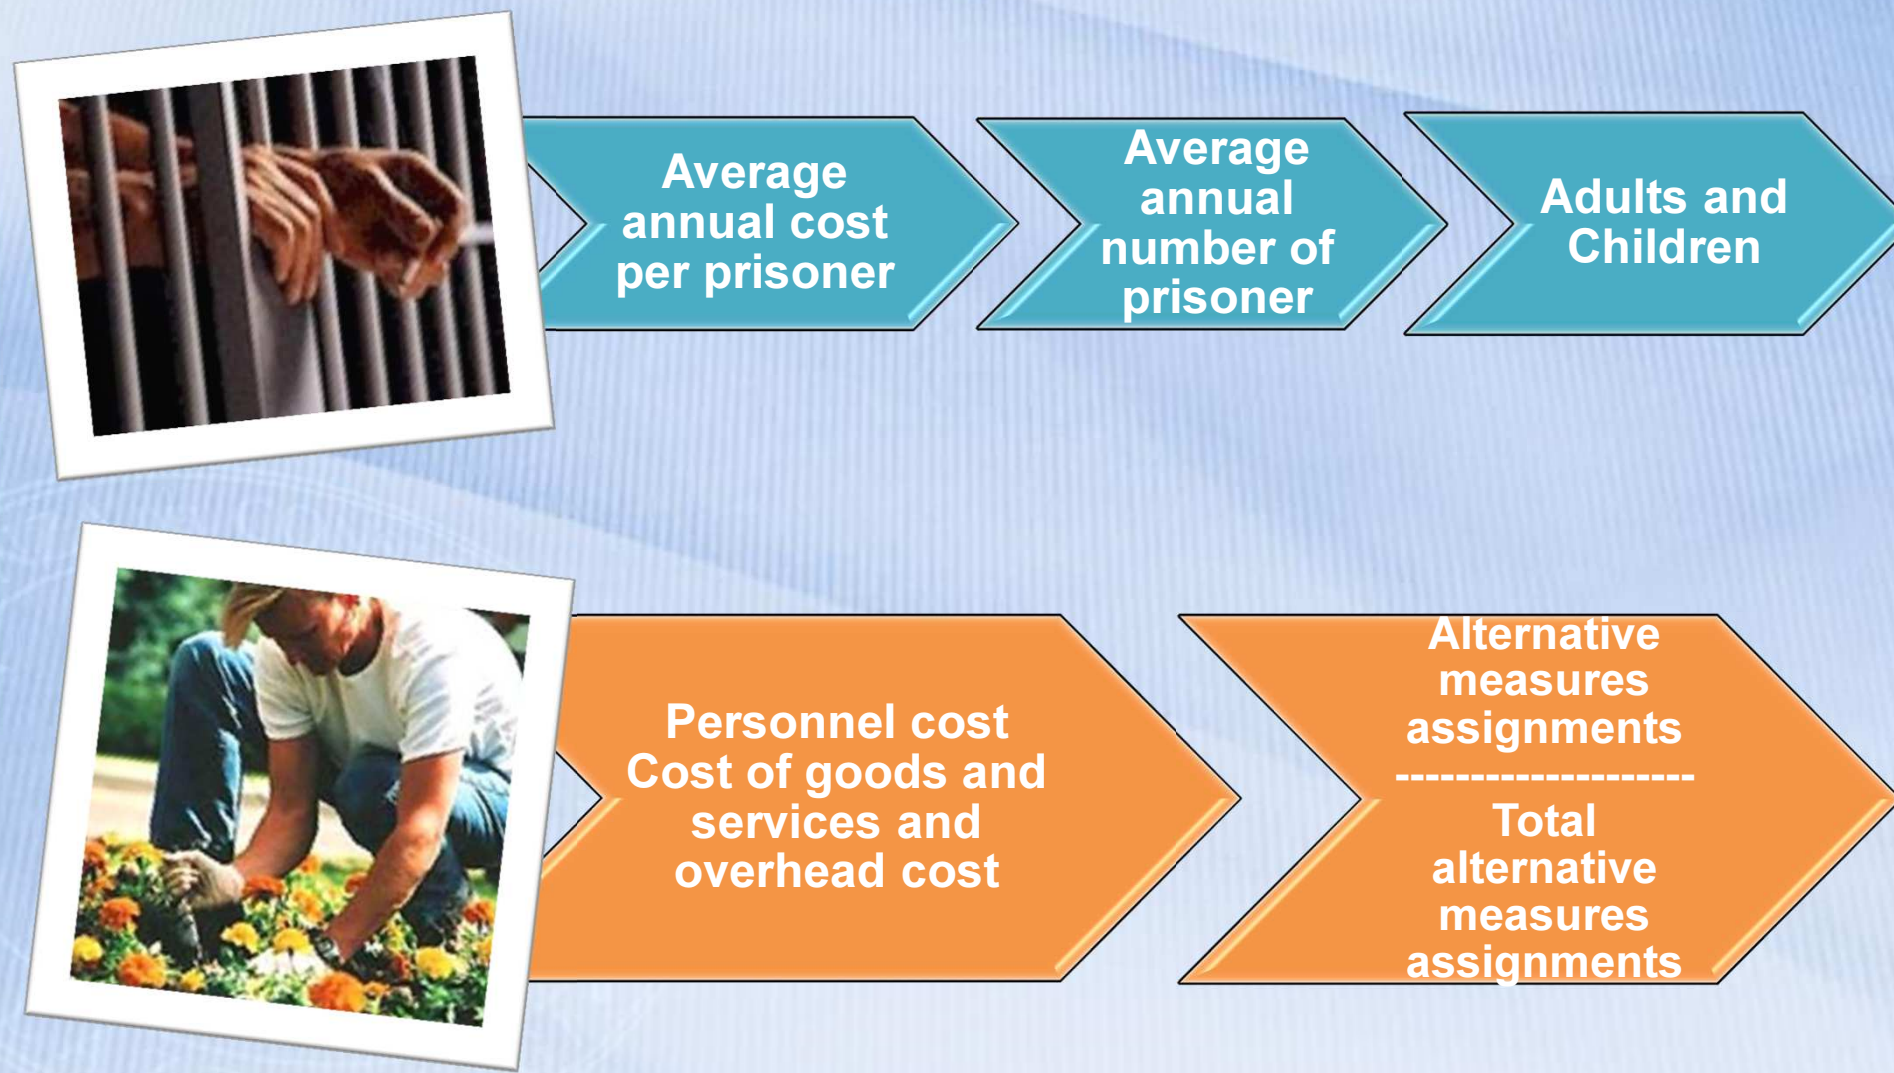 Average
annual cost
per prisoner
Average
annual
number of
prisoner
Adults and
Children
Personnel cost
Cost of goods and
services and
overhead cost
Alternative
measures
assignments
--------------------
Total
alternative
measures
assignments